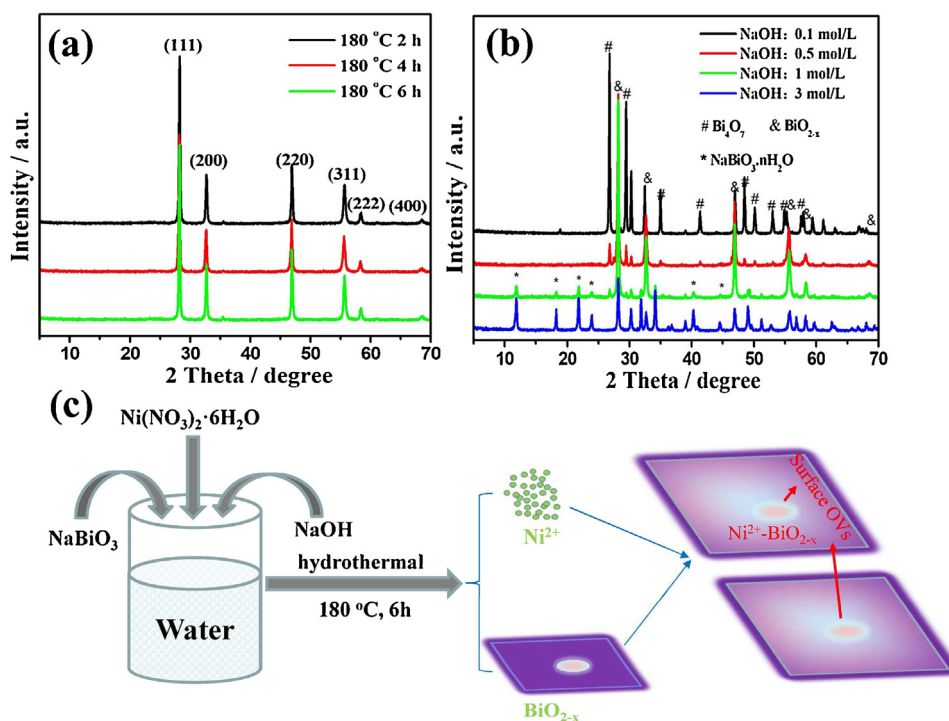 (a)
180 °C 2 h
180 °C 4 h
180 °C 6 h
(111)
(200)
(220)
(311)
(222)
(400)
Intensity / a.u.
10 20 30 40 50 60 70
2 Theta / degree
(b)
NaOH: 0.1 mol/L
NaOH: 0.5 mol/L
NaOH: 1 mol/L
NaOH: 3 mol/L
# Bi₄O₇ & BiO₂₋ₓ
* NaBiO₃.nH₂O
# & # & # # & # # # # & # & &
* * * * * *
Intensity / a.u.
10 20 30 40 50 60 70
2 Theta / degree
(c)
Ni(NO₃)₂·6H₂O
NaBiO₃
NaOH
Water
hydrothermal
180 °C, 6h
Ni²⁺
BiO₂₋ₓ
Surface OVs
Ni²⁺-BiO₂₋ₓ